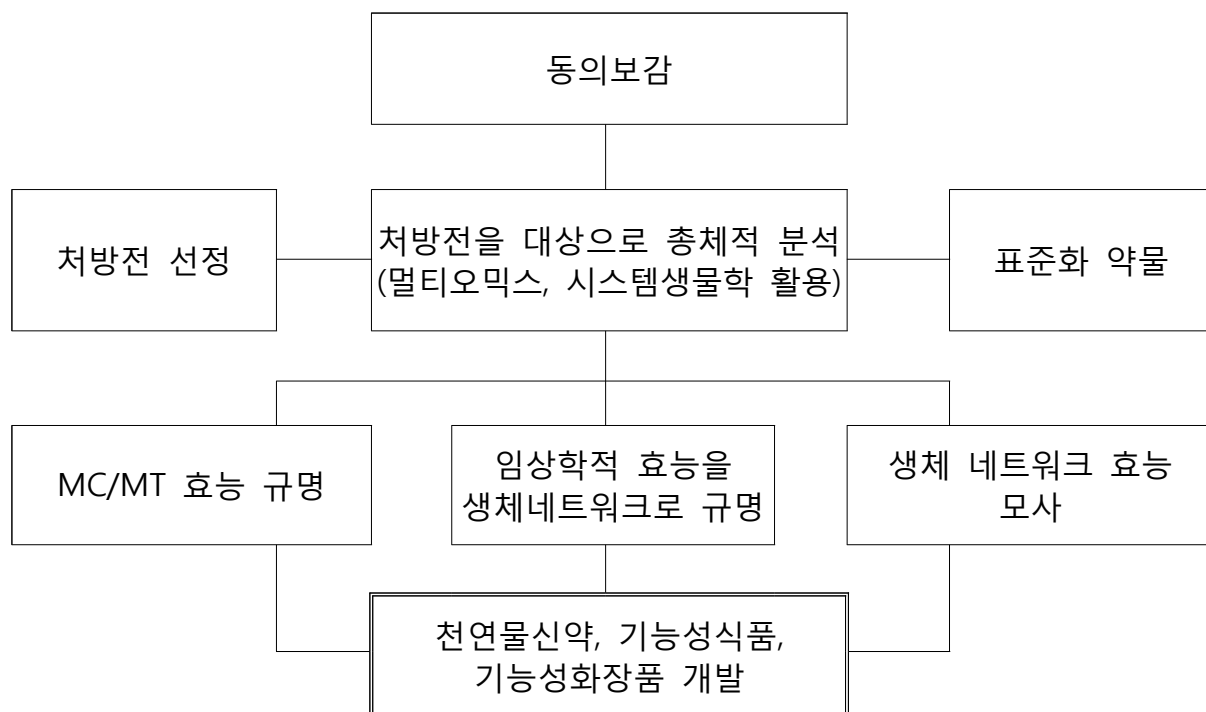 동의보감
처방전 선정
처방전을 대상으로 총체적 분석
(멀티오믹스, 시스템생물학 활용)
표준화 약물
MC/MT 효능 규명
임상학적 효능을
생체네트워크로 규명
생체 네트워크 효능
모사
천연물신약, 기능성식품,
기능성화장품 개발